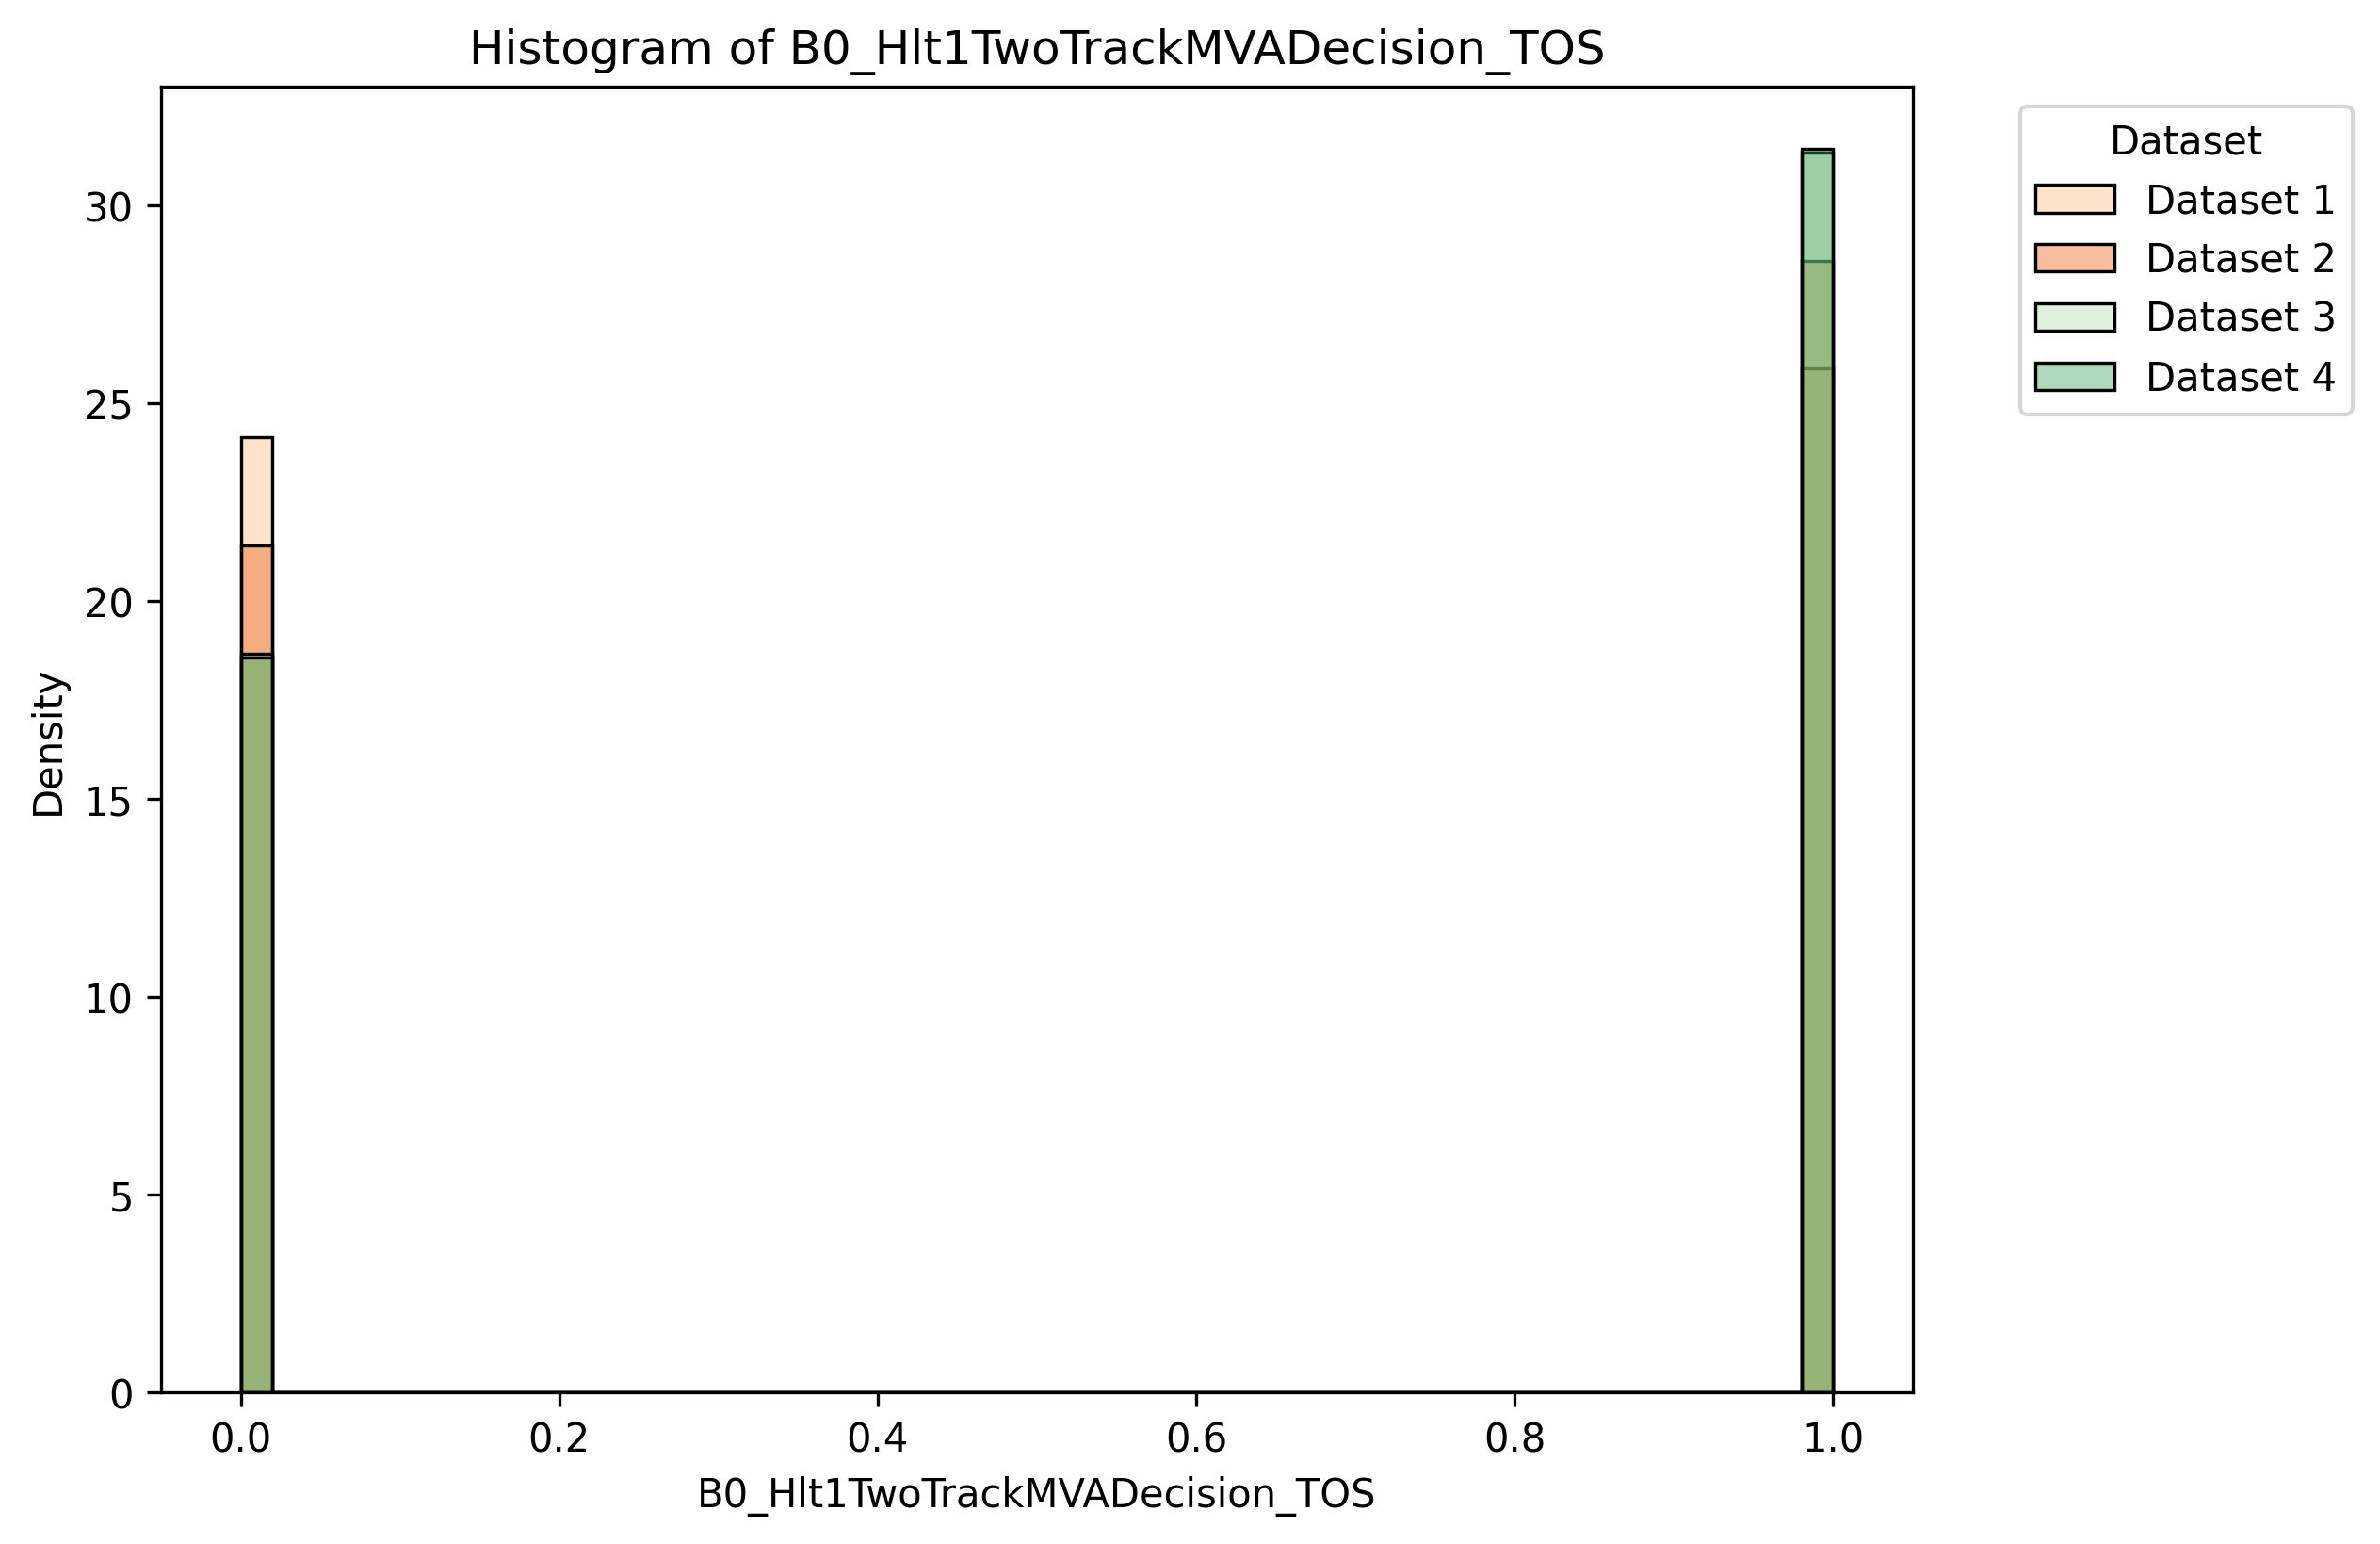 Histogram of B0_Hlt1TwoTrackMVADecision_TOS
Dataset
Dataset 1
Dataset 2
Dataset 3
Dataset 4
Density
30
25
20
15
10
5
0
0.0 0.2 0.4 0.6 0.8 1.0
B0_Hlt1TwoTrackMVADecision_TOS